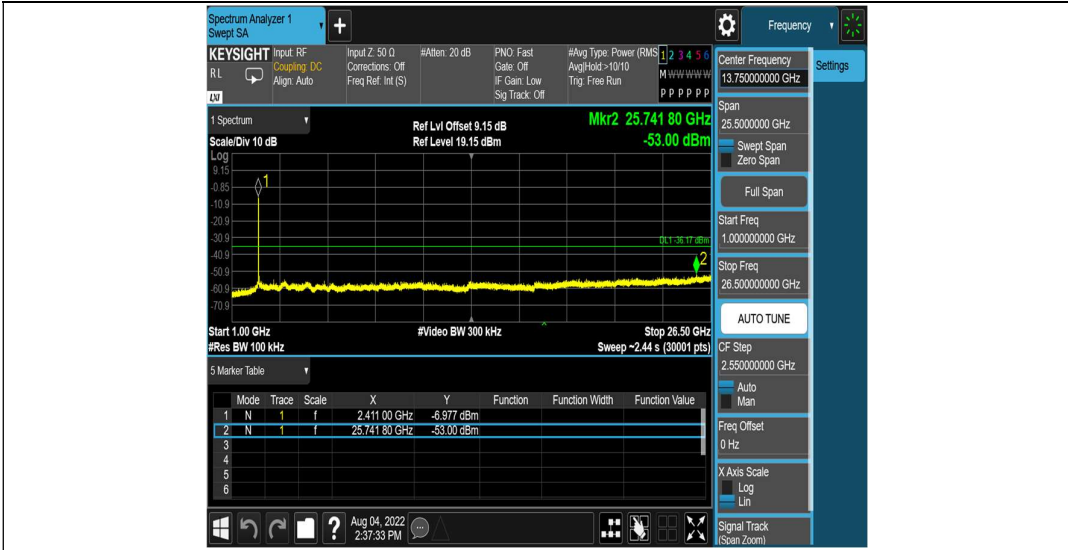 Spectrum Analyzer 1
Swept SA
+
Frequency
KEYSIGHT
RL
LXI
Input: RF
Coupling: DC
Align: Auto
Input Z: 50 Ω
Corrections: Off
Freq Ref: Int (S)
#Atten: 20 dB
PNO: Fast
Gate: Off
IF Gain: Low
Sig Track: Off
#Avg Type: Power (RMS
Avg|Hold:>10/10
Trig: Free Run
1 2 3 4 5 6
M W W W W W
P P P P P P
Center Frequency
13.750000000 GHz
Settings
1 Spectrum
Scale/Div 10 dB
Ref Lvl Offset 9.15 dB
Ref Level 19.15 dBm
Mkr2 25.741 80 GHz
-53.00 dBm
Span
25.5000000 GHz
Swept Span
Zero Span
Full Span
Start Freq
1.000000000 GHz
Stop Freq
26.500000000 GHz
AUTO TUNE
CF Step
2.550000000 GHz
Auto
Man
Freq Offset
0 Hz
X Axis Scale
Log
Lin
Signal Track
(Span Zoom)
Log
9.15
-0.85
-10.9
-20.9
-30.9
-40.9
-50.9
-60.9
-70.9
1
DL1 -36.17 dBm
2
Start 1.00 GHz
#Video BW 300 kHz
Stop 26.50 GHz
#Res BW 100 kHz
Sweep ~2.44 s (30001 pts)
5 Marker Table
Mode Trace Scale X Y Function Function Width Function Value
1 N 1 f 2.411 00 GHz -6.977 dBm
2 N 1 f 25.741 80 GHz -53.00 dBm
3
4
5
6
?
Aug 04, 2022
2:37:33 PM